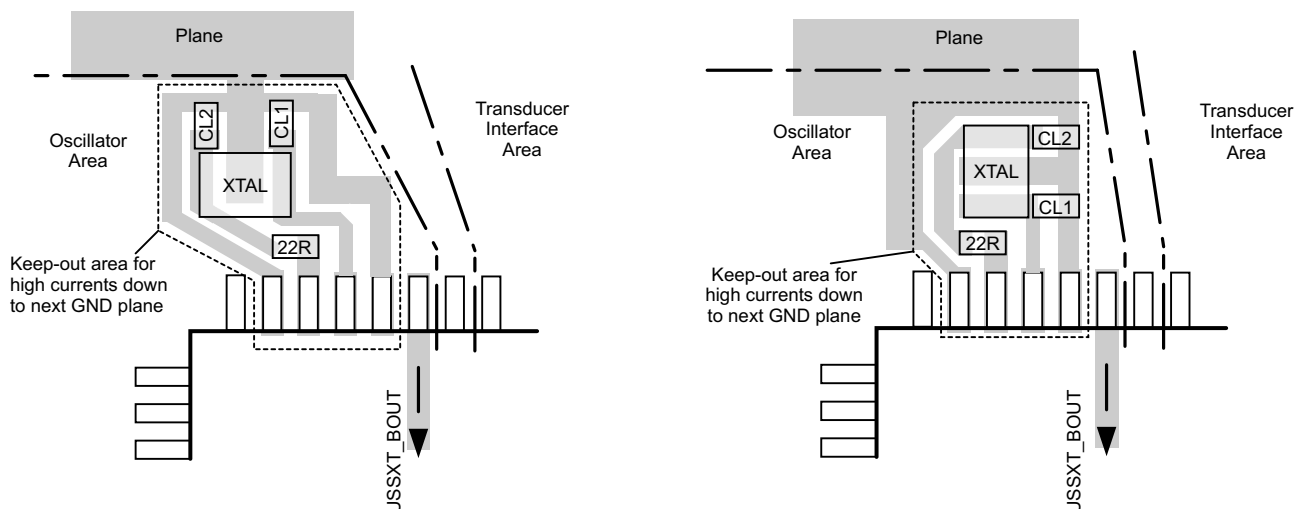 Plane
CL2
CL1
Transducer
Interface
Area
Oscillator
Area
XTAL
22R
Keep-out area for
high currents down
to next GND plane
USSXT_BOUT
Plane
Transducer
Interface
Area
Oscillator
Area
CL2
XTAL
CL1
22R
Keep-out area for
high currents down
to next GND plane
USSXT_BOUT